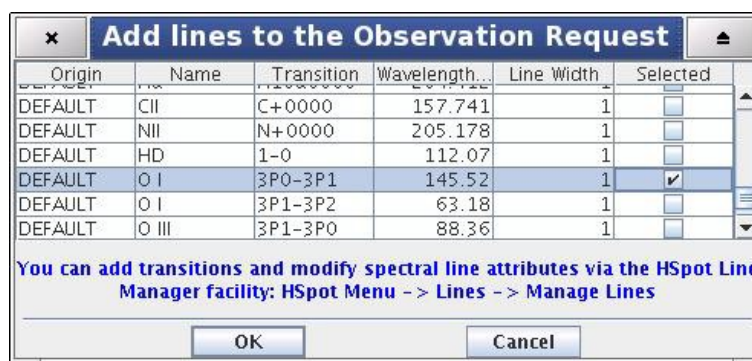 Add lines to the Observation Request
Origin Name Transition Wavelength... Line Width Selected
DEFAULT CII C+0000 157.741 1
DEFAULT NII N+0000 205.178 1
DEFAULT HD 1-0 112.07 1
DEFAULT O I 3P0-3P1 145.52 1
DEFAULT O I 3P1-3P2 63.18 1
DEFAULT O III 3P1-3P0 88.36 1
You can add transitions and modify spectral line attributes via the HSpot Line
Manager facility: HSpot Menu -> Lines -> Manage Lines
OK Cancel